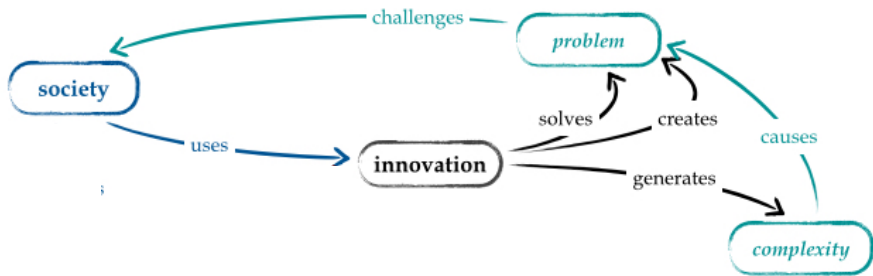 challenges
problem
society
solves
creates
causes
uses
innovation
generates
s
complexity